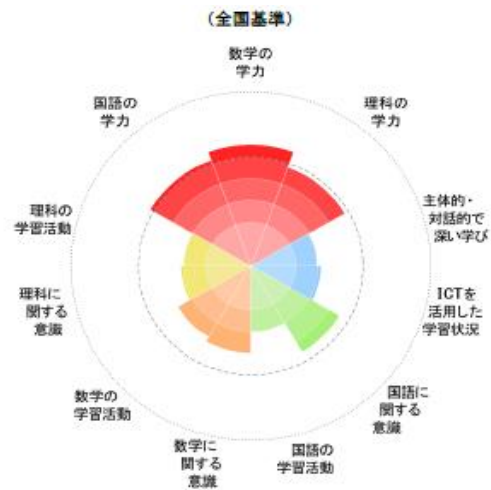 （全国基準）
数学の
学力
理科の
学力
主体的・
対話的で
深い学び
ICTを
活用した
学習状況
国語に
関する
意識
国語の
学習活動
数学に
関する
意識
数学の
学習活動
理科に
関する
意識
理科の
学習活動
国語の
学力